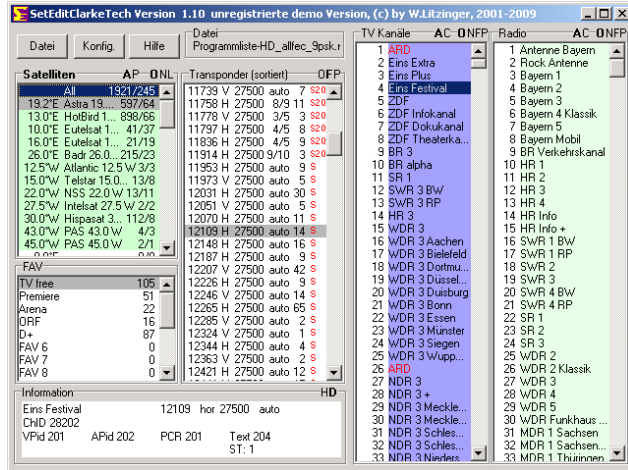 SetEditClarkeTech Version 1.10 unregistrierte demo Version, (c) by W.Litzinger, 2001-2009
Datei
Konfig.
Hilfe
Datei
Programmliste-HD_allfec_9psk.r
Satelliten AP ONL
All 1921/245
19.2°E Astra 19.... 597/64
13.0°E HotBird 1... 898/66
10.0°E Eutelsat 1... 41/37
16.0°E Eutelsat 1... 21/19
26.0°E Badr 26.0... 215/23
12.5°W Atlantic 12.5 W 3/3
15.0°W Telstar 15.0... 13/8
22.0°W NSS 22.0 W 13/11
27.5°W Intelsat 27.5 W 2/2
30.0°W Hispasat 3... 112/8
43.0°W PAS 43.0 W 4/3
45.0°W PAS 45.0 W 2/1
FAV
TV free 105
Premiere 51
Arena 22
ORF 16
D+ 87
FAV 6 0
FAV 7 0
FAV 8 0
Transponder (sortiert) OFP
11739 V 27500 auto 7 S20
11758 H 27500 8/9 11 S20
11778 V 27500 3/5 3 S20
11797 H 27500 4/5 8 S20
11836 H 27500 4/5 9 S20
11914 H 27500 9/10 3 S20
11953 H 27500 auto 9 S
11973 V 27500 auto 5 S
12031 H 27500 auto 30 S
12051 V 27500 auto 5 S
12070 H 27500 auto 11 S
12109 H 27500 auto 14 S
12148 H 27500 auto 16 S
12187 H 27500 auto 9 S
12207 V 27500 auto 42 S
12226 H 27500 auto 9 S
12246 V 27500 auto 14 S
12265 H 27500 auto 65 S
12285 V 27500 auto 2 S
12324 V 27500 auto 1 S
12344 H 27500 auto 4 S
12363 V 27500 auto 2 S
12421 H 27500 auto 12 S
Information HD
Eins Festival 12109 hor 27500 auto
ChID 28202
VPid 201 APid 202 PCR 201 Text 204
ST: 1
TV Kanäle AC ONFP
1 ARD
2 Eins Extra
3 Eins Plus
4 Eins Festival
5 ZDF
6 ZDF Infokanal
7 ZDF Dokukanal
8 ZDF Theaterka...
9 BR 3
10 BR alpha
11 SR 1
12 SWR 3 BW
13 SWR 3 RP
14 HR 3
15 WDR 3
16 WDR 3 Aachen
17 WDR 3 Bielefeld
18 WDR 3 Dortmu...
19 WDR 3 Düssel...
20 WDR 3 Duisburg
21 WDR 3 Bonn
22 WDR 3 Essen
23 WDR 3 Münster
24 WDR 3 Siegen
25 WDR 3 Wupp...
26 ARD
27 NDR 3
28 NDR 3 +
29 NDR 3 Meckle...
30 NDR 3 Meckle...
31 NDR 3 Schles...
32 NDR 3 Schles...
33 NDR 3 Nieders
Radio AC ONFP
1 Antenne Bayern
2 Rock Antenne
3 Bayern 1
4 Bayern 2
5 Bayern 3
6 Bayern 4 Klassik
7 Bayern 5
8 Bayern Mobil
9 BR Verkehrskanal
10 HR 1
11 HR 2
12 HR 3
13 HR 4
14 HR Info
15 HR Info +
16 SWR 1 BW
17 SWR 1 RP
18 SWR 2
19 SWR 3
20 SWR 4 BW
21 SWR 4 RP
22 SR 1
23 SR 2
24 SR 3
25 WDR 2
26 WDR 2 Klassik
27 WDR 3
28 WDR 4
29 WDR 5
30 WDR Funkhaus ...
31 MDR 1 Sachsen
32 MDR 1 Sachsen...
33 MDR 1 Thüringen